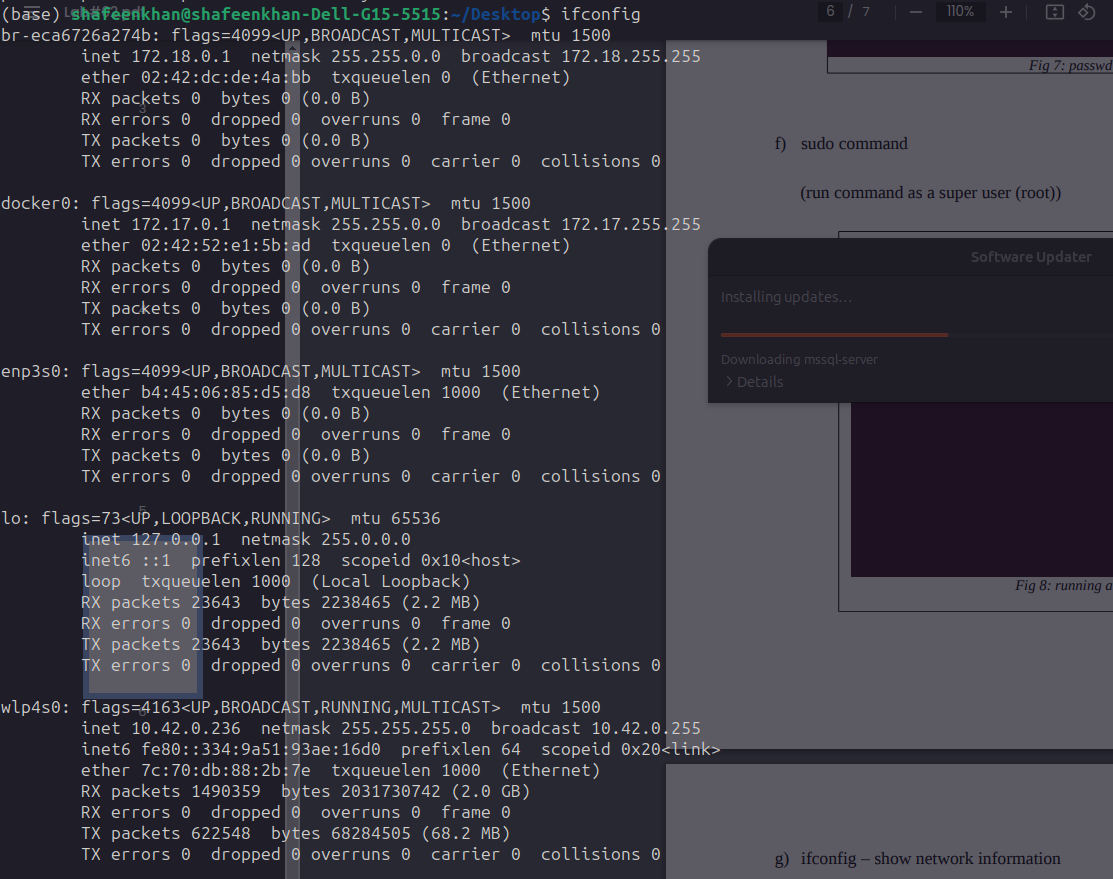 (base) shafeenkhan@shafeenkhan-Dell-G15-5515:~/Desktop$ ifconfig
br-eca6726a274b: flags=4099<UP,BROADCAST,MULTICAST>  mtu 1500
        inet 172.18.0.1  netmask 255.255.0.0  broadcast 172.18.255.255
        ether 02:42:dc:de:4a:bb  txqueuelen 0  (Ethernet)
        RX packets 0  bytes 0 (0.0 B)
        RX errors 0  dropped 0  overruns 0  frame 0
        TX packets 0  bytes 0 (0.0 B)
        TX errors 0  dropped 0 overruns 0  carrier 0  collisions 0

docker0: flags=4099<UP,BROADCAST,MULTICAST>  mtu 1500
        inet 172.17.0.1  netmask 255.255.0.0  broadcast 172.17.255.255
        ether 02:42:52:e1:5b:ad  txqueuelen 0  (Ethernet)
        RX packets 0  bytes 0 (0.0 B)
        RX errors 0  dropped 0  overruns 0  frame 0
        TX packets 0  bytes 0 (0.0 B)
        TX errors 0  dropped 0 overruns 0  carrier 0  collisions 0

enp3s0: flags=4099<UP,BROADCAST,MULTICAST>  mtu 1500
        ether b4:45:06:85:d5:d8  txqueuelen 1000  (Ethernet)
        RX packets 0  bytes 0 (0.0 B)
        RX errors 0  dropped 0  overruns 0  frame 0
        TX packets 0  bytes 0 (0.0 B)
        TX errors 0  dropped 0 overruns 0  carrier 0  collisions 0

lo: flags=73<UP,LOOPBACK,RUNNING>  mtu 65536
        inet 127.0.0.1  netmask 255.0.0.0
        inet6 ::1  prefixlen 128  scopeid 0x10<host>
        loop  txqueuelen 1000  (Local Loopback)
        RX packets 23643  bytes 2238465 (2.2 MB)
        RX errors 0  dropped 0  overruns 0  frame 0
        TX packets 23643  bytes 2238465 (2.2 MB)
        TX errors 0  dropped 0 overruns 0  carrier 0  collisions 0

wlp4s0: flags=4163<UP,BROADCAST,RUNNING,MULTICAST>  mtu 1500
        inet 10.42.0.236  netmask 255.255.255.0  broadcast 10.42.0.255
        inet6 fe80::334:9a51:93ae:16d0  prefixlen 64  scopeid 0x20<link>
        ether 7c:70:db:88:2b:7e  txqueuelen 1000  (Ethernet)
        RX packets 1490359  bytes 2031730742 (2.0 GB)
        RX errors 0  dropped 0  overruns 0  frame 0
        TX packets 622548  bytes 68284505 (68.2 MB)
        TX errors 0  dropped 0 overruns 0  carrier 0  collisions 0
6 / 7 110%
Fig 7: passwd
f) sudo command
(run command as a super user (root))
Software Updater
Installing updates…
Downloading mssql-server
Details
Fig 8: running a
g) ifconfig – show network information
3
5
6